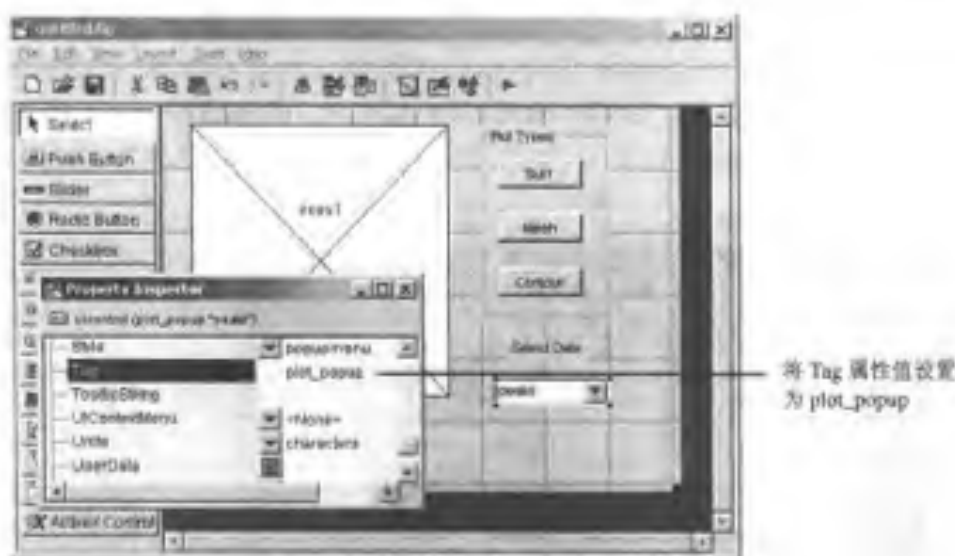 untitled.fig
File Edit View Layout Tools Help
Select
Push Button
Slider
Radio Button
Checkbox
axes1
Plot Types
Surf
Mesh
Contour
Select Data
peaks
Property Inspector
uicontrol (plot_popup "peaks")
Style popupmenu
Tag plot_popup
TooltipString
UIContextMenu <None>
Units characters
UserData
ActiveX Control
将 Tag 属性值设置
为 plot_popup